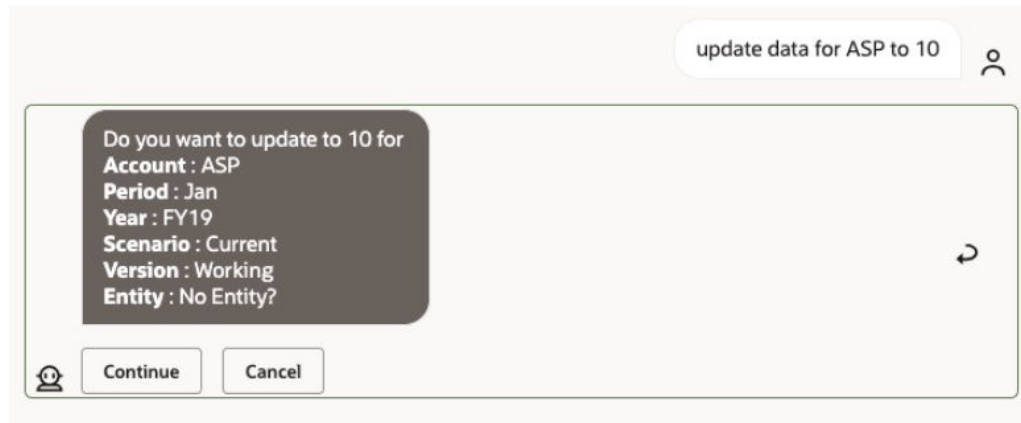 update data for ASP to 10
Do you want to update to 10 for
Account : ASP
Period : Jan
Year : FY19
Scenario : Current
Version : Working
Entity : No Entity?
Continue
Cancel